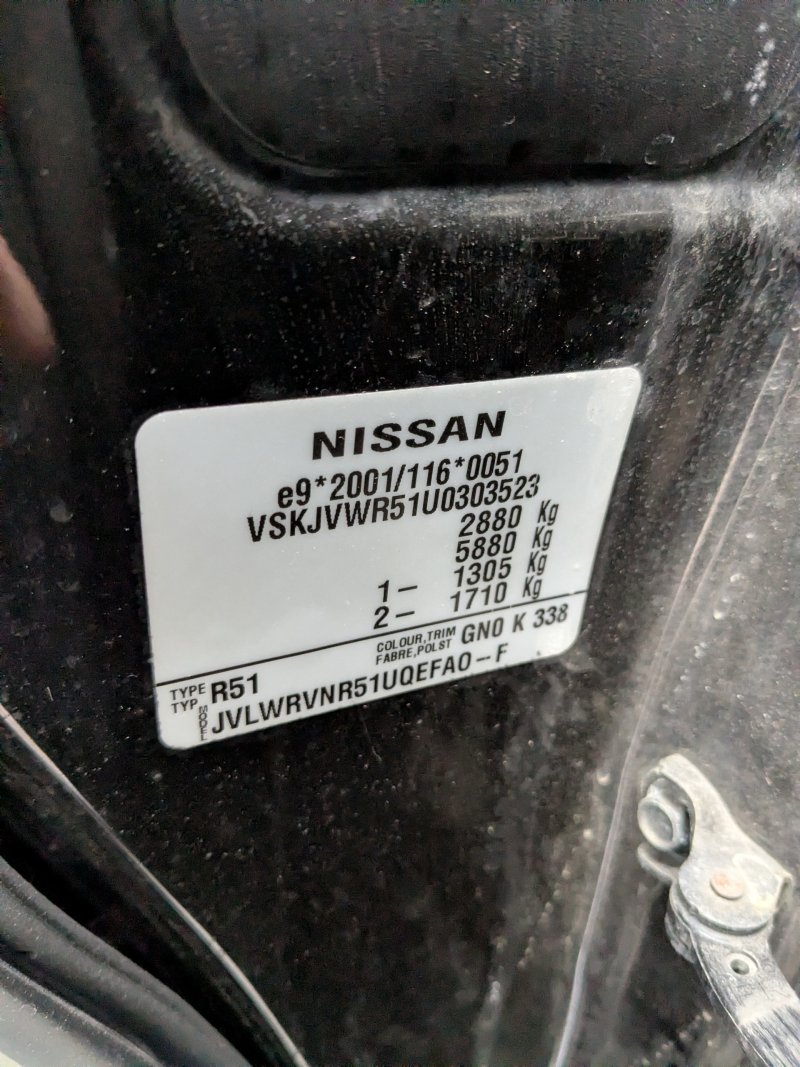 NISSAN
e9*2001/116*0051
VSKJVWR51U0303523
2880 Kg
5880 Kg
1- 1305 Kg
2- 1710 Kg
COLOUR,TRIM
FABRE,POLST GN0 K 338
TYPE
TYP R51
MODEL JVLWRVNR51UQEFAO-F